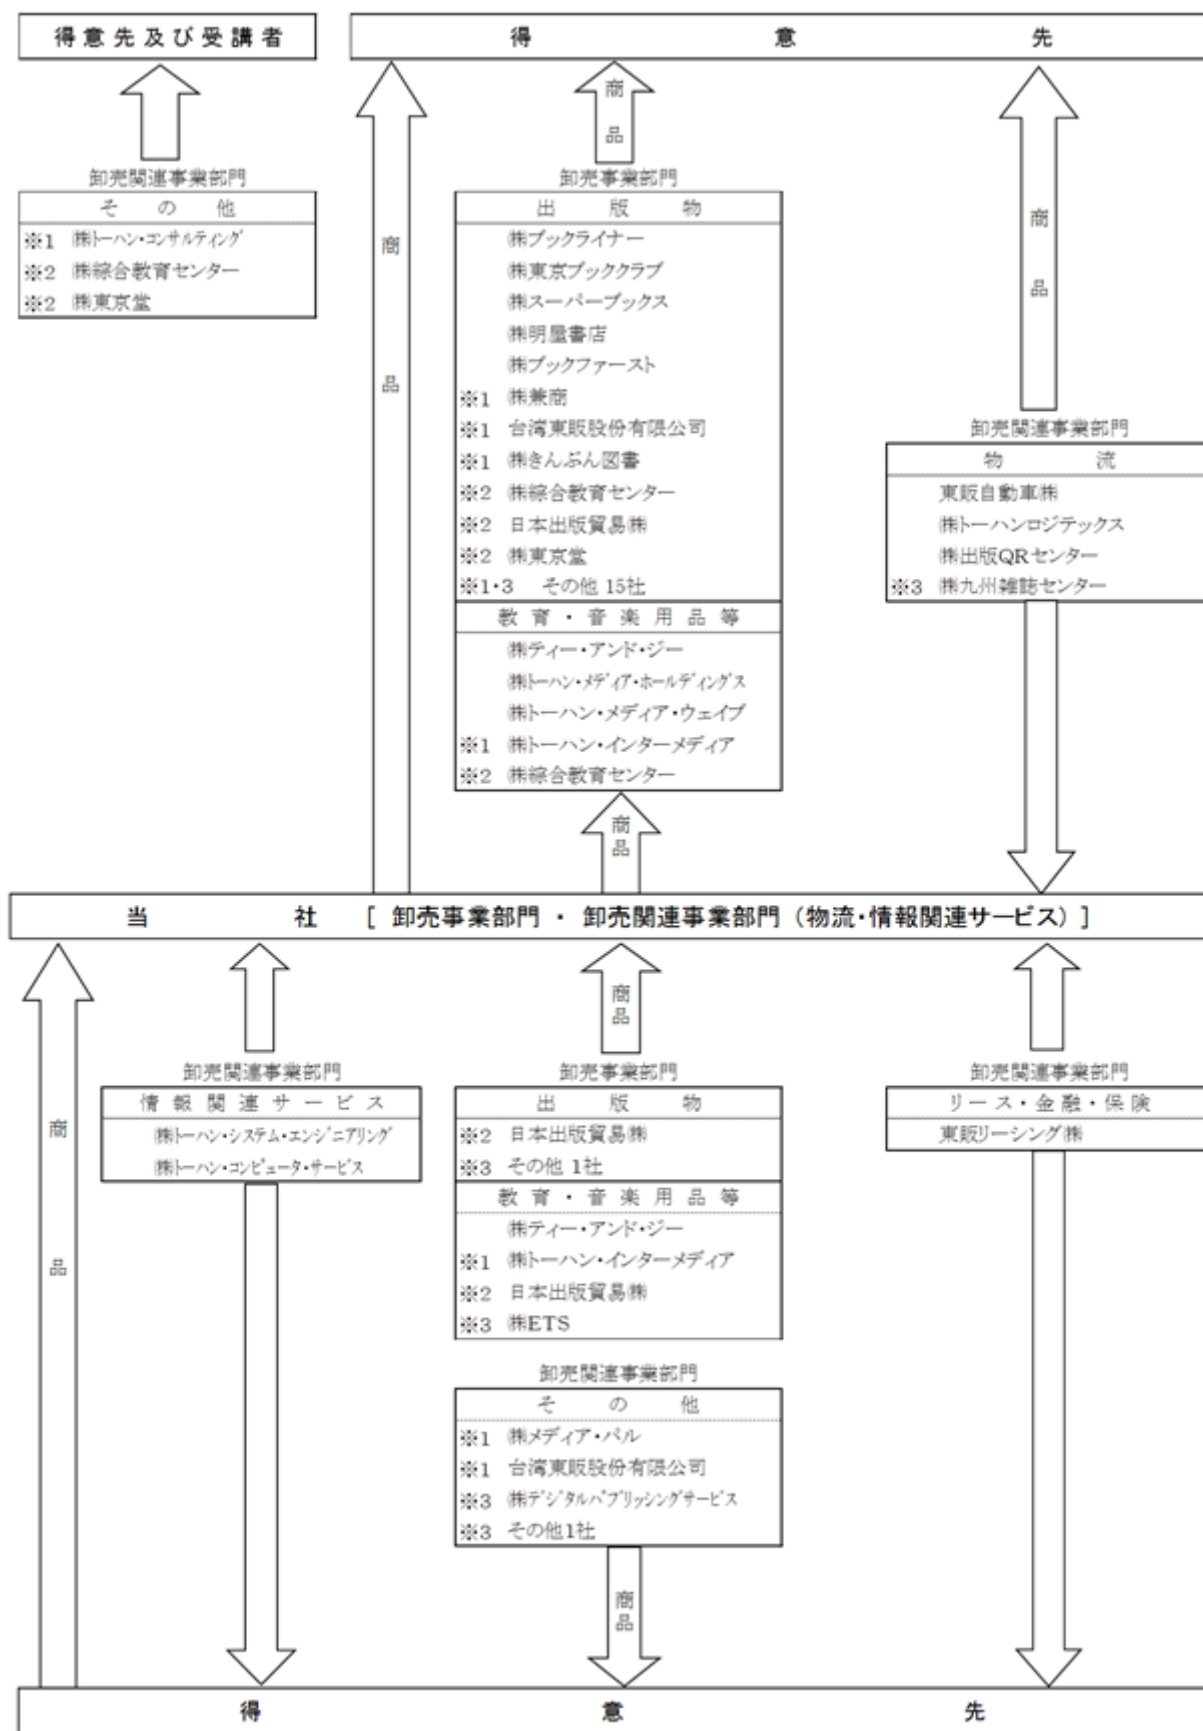 得意先及び受講者
得意先
商品
卸売関連事業部門
その他
※1 ㈱トーハン・コンサルティング
※2 ㈱綜合教育センター
※2 ㈱東京堂
商品
卸売事業部門
出版物
㈱ブックライナー
㈱東京ブッククラブ
㈱スーパーブックス
㈱明屋書店
㈱ブックファースト
※1 ㈱兼商
※1 台湾東販股份有限公司
※1 ㈱きんぶん図書
※2 ㈱綜合教育センター
※2 日本出版貿易㈱
※2 ㈱東京堂
※1・3 その他 15社
教育・音楽用品等
㈱ティー・アンド・ジー
㈱トーハン・メディア・ホールディングス
㈱トーハン・メディア・ウェイブ
※1 ㈱トーハン・インターメディア
※2 ㈱綜合教育センター
商品
商品
卸売関連事業部門
物流
東販自動車㈱
㈱トーハンロジテックス
㈱出版QRセンター
※3 ㈱九州雑誌センター
当社 [ 卸売事業部門 ・ 卸売関連事業部門（物流・情報関連サービス）]
商品
卸売関連事業部門
情報関連サービス
㈱トーハン・システム・エンジニアリング
㈱トーハン・コンピュータ・サービス
商品
卸売事業部門
出版物
※2 日本出版貿易㈱
※3 その他 1社
教育・音楽用品等
㈱ティー・アンド・ジー
※1 ㈱トーハン・インターメディア
※2 日本出版貿易㈱
※3 ㈱ETS
卸売関連事業部門
その他
※1 ㈱メディア・パル
※1 台湾東販股份有限公司
※3 ㈱デジタルパブリッシングサービス
※3 その他1社
商品
卸売関連事業部門
リース・金融・保険
東販リーシング㈱
得意先